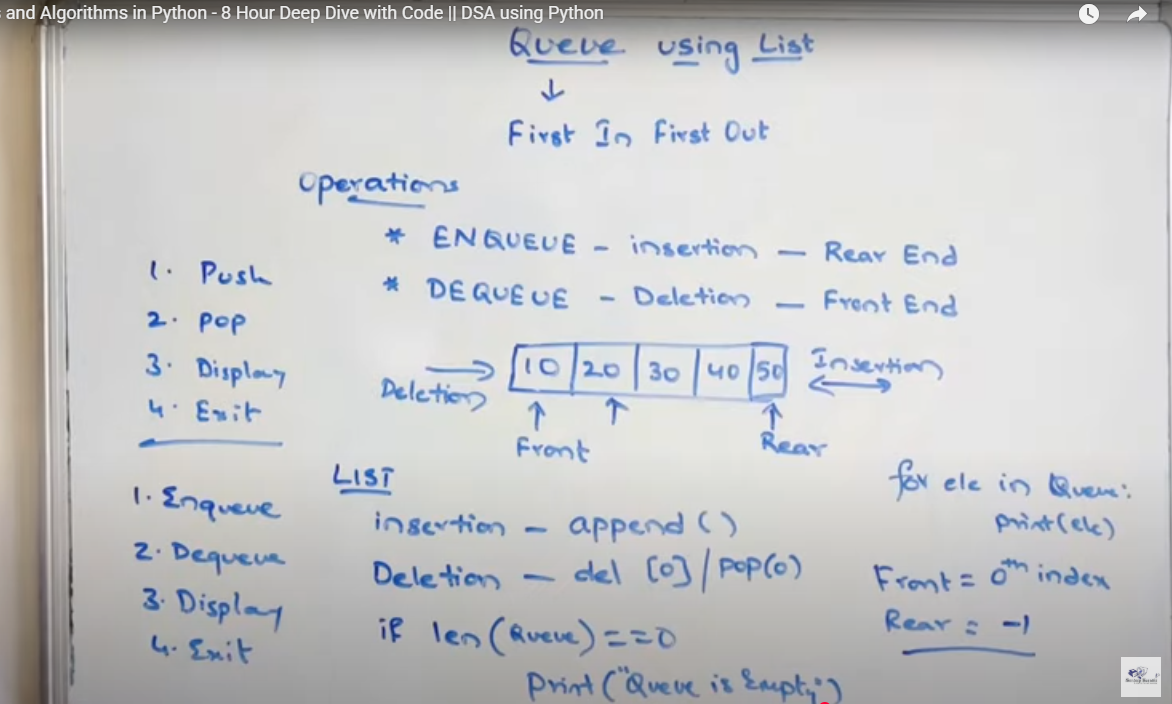 and Algorithms in Python - 8 Hour Deep Dive with Code || DSA using Python
Queue using List
↓
First In First Out
Operations
* ENQUEUE - insertion - Rear End
* DEQUEUE - Deletion - Front End
1. Push
2. Pop
3. Display
4. Exit
10 20 30 40 50
Deletion
Insertion
Front
Rear
1. Enqueue
2. Dequeue
3. Display
4. Exit
LIST
insertion - append()
Deletion - del [0] / pop(0)
if len(Queue)==0
Print("Queue is Empty")
for ele in Queue:
print(ele)
Front = 0th index
Rear = -1